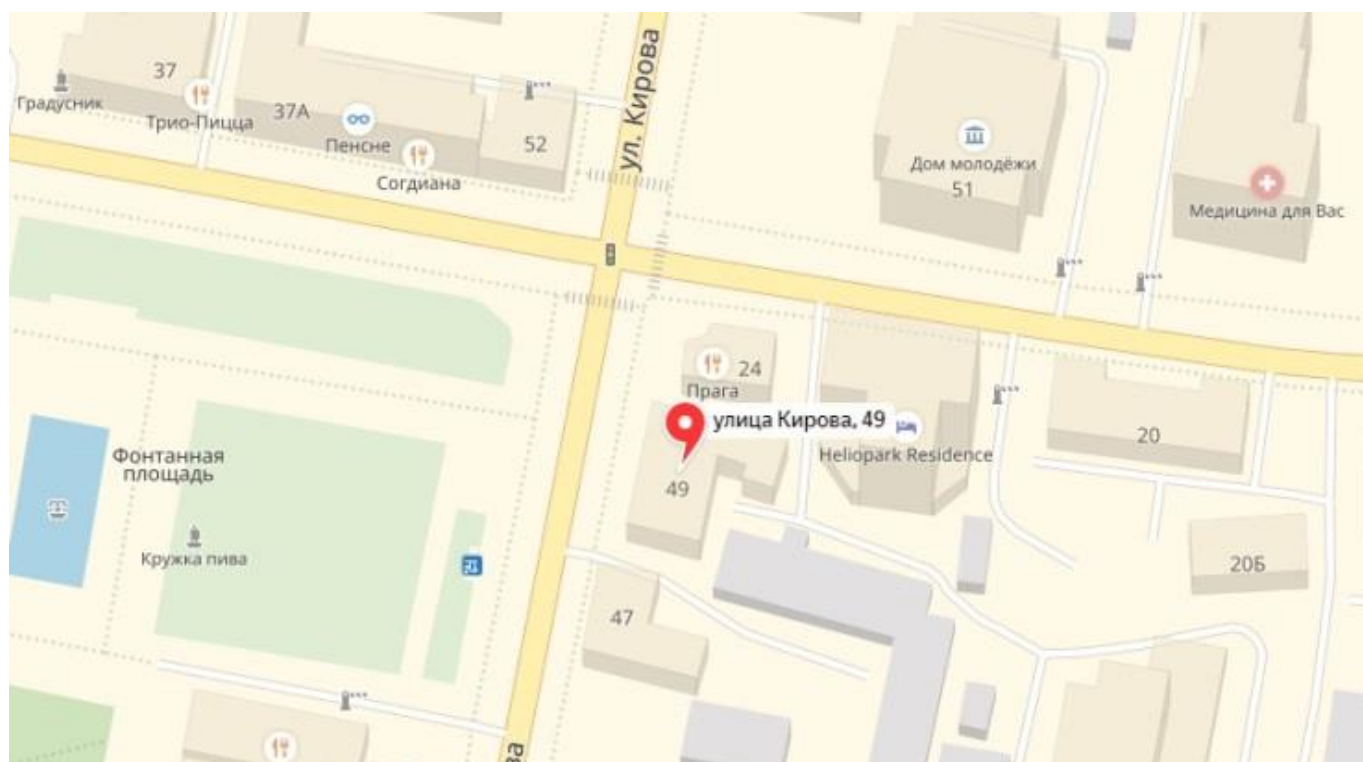 37
Градусник
Трио-Пицца
37А
Пенсне
Согдиана
52
ул. Кирова
Дом молодёжи
51
Медицина для Вас
24
Прага
улица Кирова, 49
49
Heliopark Residence
20
20Б
Фонтанная
площадь
Кружка пива
47
ва